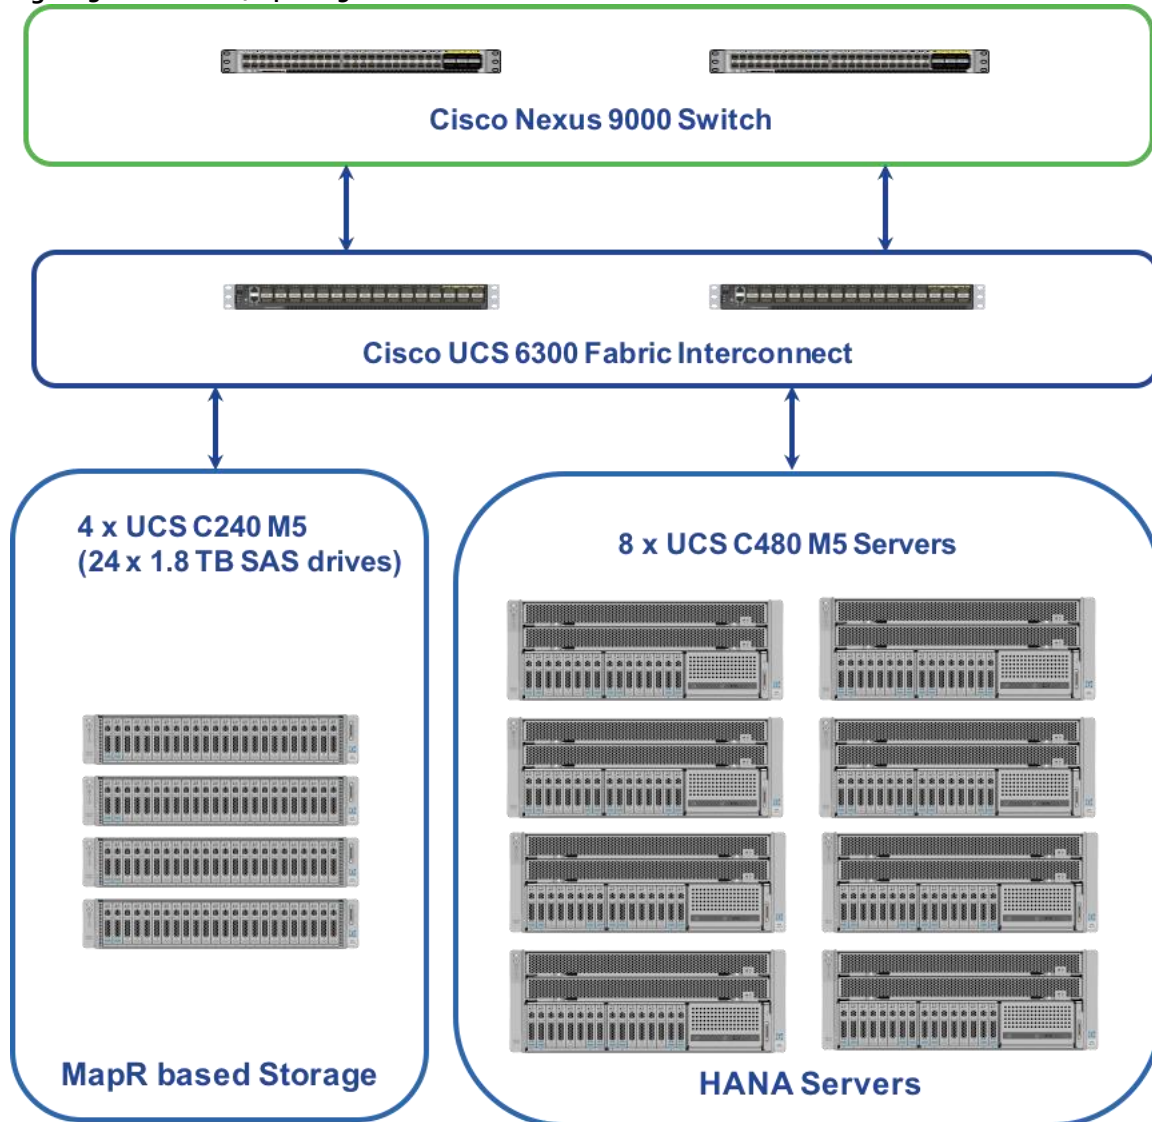 Cisco Nexus 9000 Switch
Cisco UCS 6300 Fabric Interconnect
4 x UCS C240 M5
(24 x 1.8 TB SAS drives)
8 x UCS C480 M5 Servers
MapR based Storage
HANA Servers